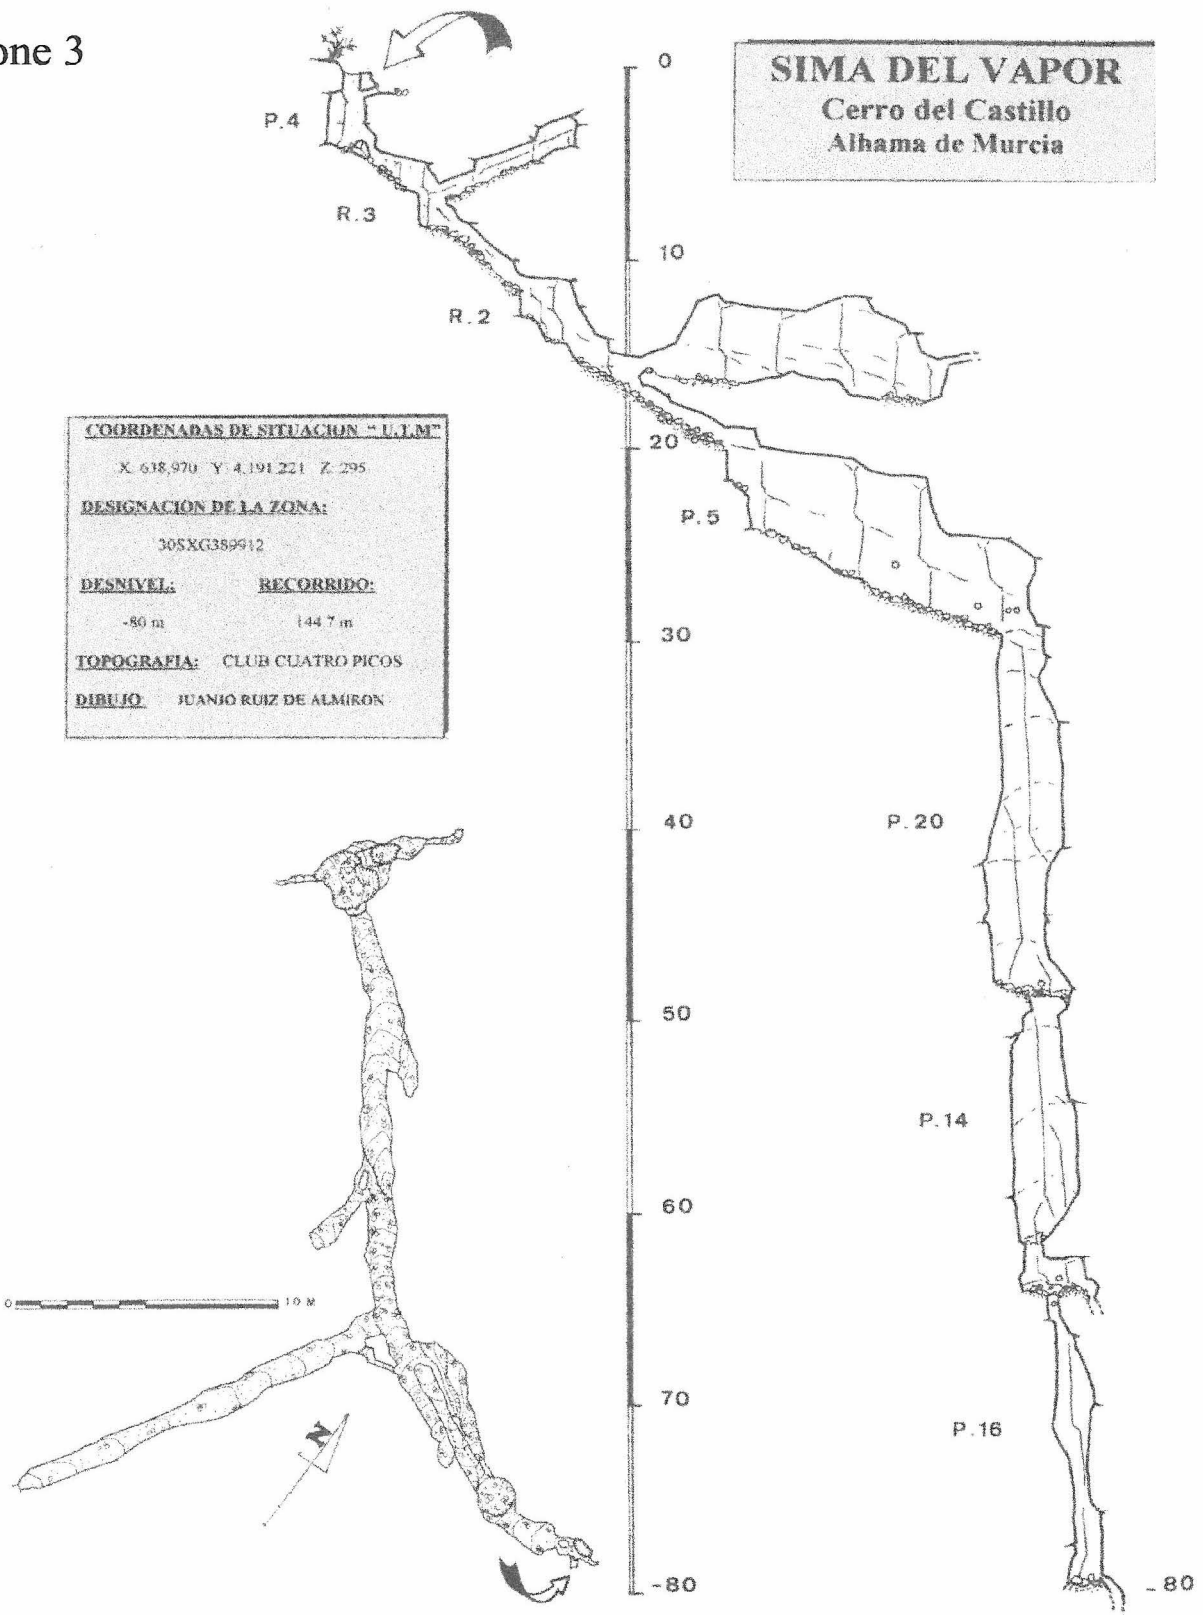 one 3
SIMA DEL VAPOR
Cerro del Castillo
Alhama de Murcia
0
P.4
R.3
10
R.2
COORDENADAS DE SITUACION " U.T.M"
X 638,970 Y 4,191,221 Z 295
DESIGNACIÓN DE LA ZONA:
30SXG389912
DESNIVEL: RECORRIDO:
-80 m 144.7 m
TOPOGRAFIA: CLUB CUATRO PICOS
DIBUJO JUANJO RUIZ DE ALMIRON
20
P.5
30
40
P.20
50
P.14
60
0 10 M
70
N
P.16
-80
-80